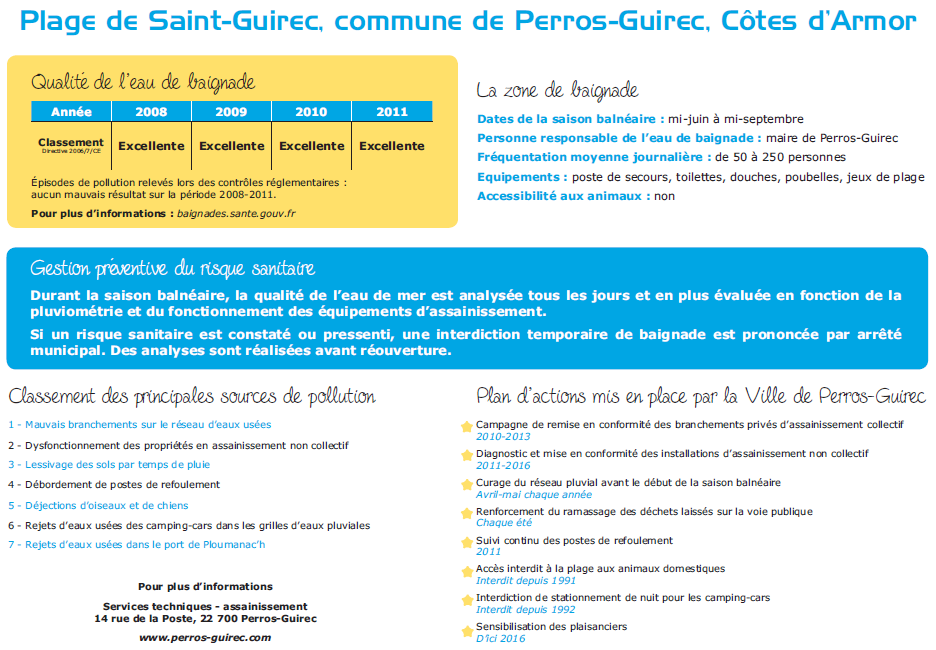 Plage de Saint-Guirec, commune de Perros-Guirec, Côtes d'Armor
Qualité de l'eau de baignade
Année 2008 2009 2010 2011
Classement Excellente Excellente Excellente Excellente
Directive 2006/7/CE
Épisodes de pollution relevés lors des contrôles réglementaires :
aucun mauvais résultat sur la période 2008-2011.
Pour plus d'informations : baignades.sante.gouv.fr
La zone de baignade
Dates de la saison balnéaire : mi-juin à mi-septembre
Personne responsable de l'eau de baignade : maire de Perros-Guirec
Fréquentation moyenne journalière : de 50 à 250 personnes
Equipements : poste de secours, toilettes, douches, poubelles, jeux de plage
Accessibilité aux animaux : non
Gestion préventive du risque sanitaire
Durant la saison balnéaire, la qualité de l'eau de mer est analysée tous les jours et en plus évaluée en fonction de la
pluviométrie et du fonctionnement des équipements d'assainissement.
Si un risque sanitaire est constaté ou pressenti, une interdiction temporaire de baignade est prononcée par arrêté
municipal. Des analyses sont réalisées avant réouverture.
Classement des principales sources de pollution
1 - Mauvais branchements sur le réseau d'eaux usées
2 - Dysfonctionnement des propriétés en assainissement non collectif
3 - Lessivage des sols par temps de pluie
4 - Débordement de postes de refoulement
5 - Déjections d'oiseaux et de chiens
6 - Rejets d'eaux usées des camping-cars dans les grilles d'eaux pluviales
7 - Rejets d'eaux usées dans le port de Ploumanac'h
Pour plus d'informations
Services techniques - assainissement
14 rue de la Poste, 22 700 Perros-Guirec
www.perros-guirec.com
Plan d'actions mis en place par la Ville de Perros-Guirec
Campagne de remise en conformité des branchements privés d'assainissement collectif
2010-2013
Diagnostic et mise en conformité des installations d'assainissement non collectif
2011-2016
Curage du réseau pluvial avant le début de la saison balnéaire
Avril-mai chaque année
Renforcement du ramassage des déchets laissés sur la voie publique
Chaque été
Suivi continu des postes de refoulement
2011
Accès interdit à la plage aux animaux domestiques
Interdit depuis 1991
Interdiction de stationnement de nuit pour les camping-cars
Interdit depuis 1992
Sensibilisation des plaisanciers
D'ici 2016